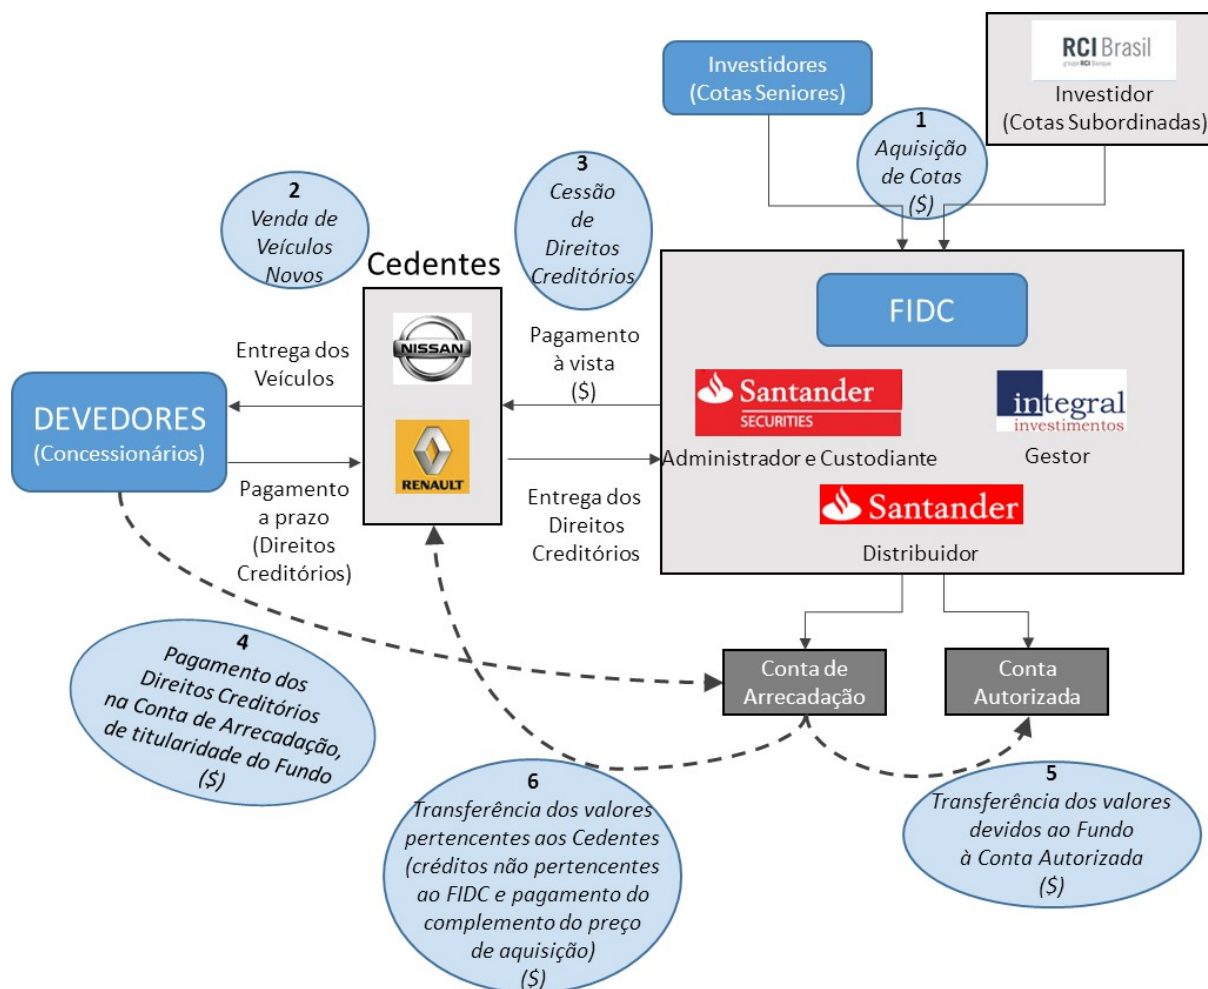 RCI Brasil
groupe RCI Banque
Investidor
(Cotas Subordinadas)
Investidores
(Cotas Seniores)
1
Aquisição
de Cotas
($)
2
Venda de
Veículos
Novos
3
Cessão
de
Direitos
Creditórios
Cedentes
NISSAN
RENAULT
Entrega dos
Veículos
Pagamento
à vista
($)
DEVEDORES
(Concessionários)
Pagamento
a prazo
(Direitos
Creditórios)
Entrega dos
Direitos
Creditórios
FIDC
Santander
SECURITIES
Administrador e Custodiante
integral
investimentos
Gestor
Santander
Distribuidor
Conta de
Arrecadação
Conta
Autorizada
4
Pagamento dos
Direitos Creditórios
na Conta de Arrecadação,
de titularidade do Fundo
($)
6
Transferência dos valores
pertencentes aos Cedentes
(créditos não pertencentes
ao FIDC e pagamento do
complemento do preço
de aquisição)
($)
5
Transferência dos valores
devidos ao Fundo
à Conta Autorizada
($)